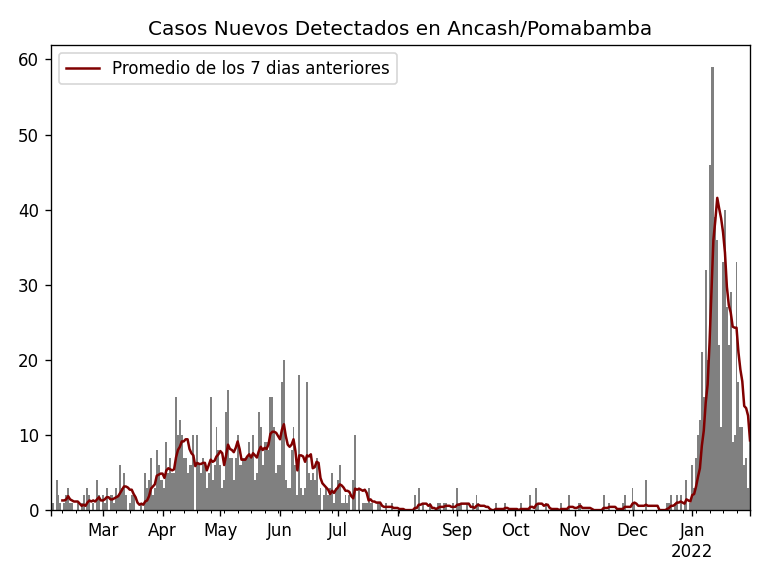 Casos Nuevos Detectados en Ancash/Pomabamba
Promedio de los 7 dias anteriores
60
50
40
30
20
10
0
Mar Apr May Jun Jul Aug Sep Oct Nov Dec Jan
2022